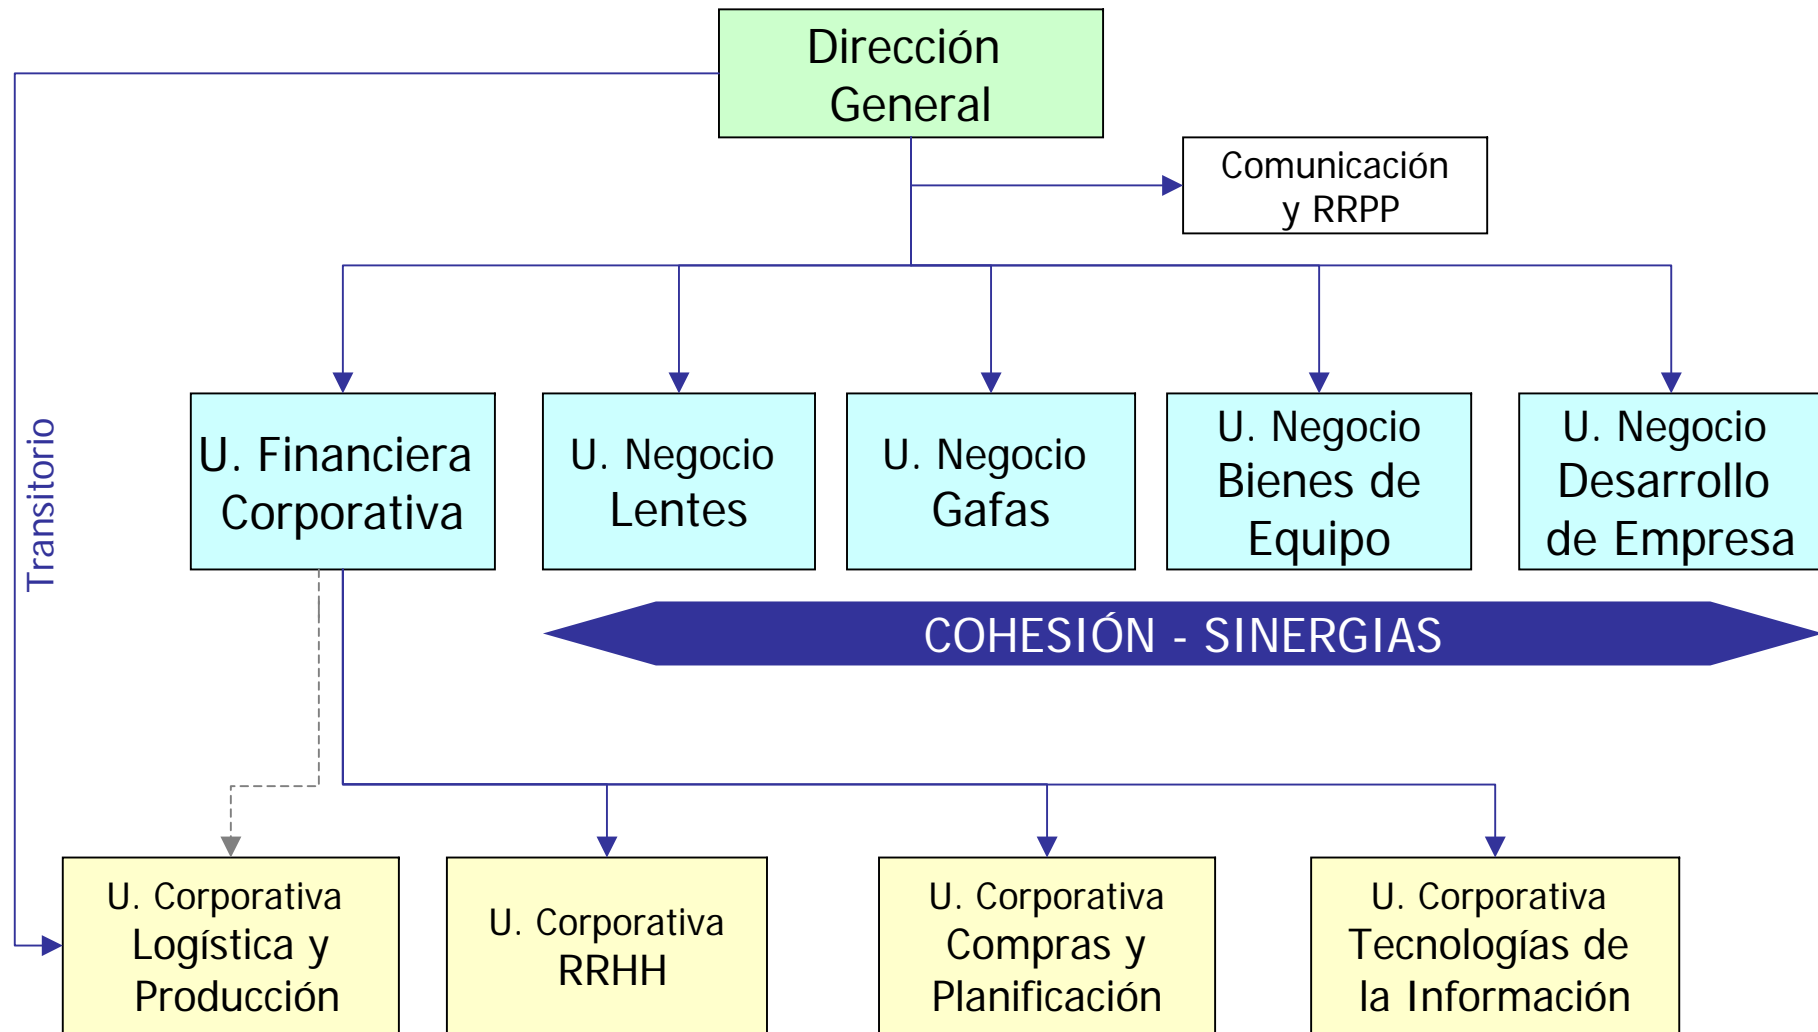 Dirección
General
Comunicación
y RRPP
Transitorio
U. Financiera
Corporativa
U. Negocio
Lentes
U. Negocio
Gafas
U. Negocio
Bienes de
Equipo
U. Negocio
Desarrollo
de Empresa
COHESIÓN - SINERGIAS
U. Corporativa
Logística y
Producción
U. Corporativa
RRHH
U. Corporativa
Compras y
Planificación
U. Corporativa
Tecnologías de
la Información